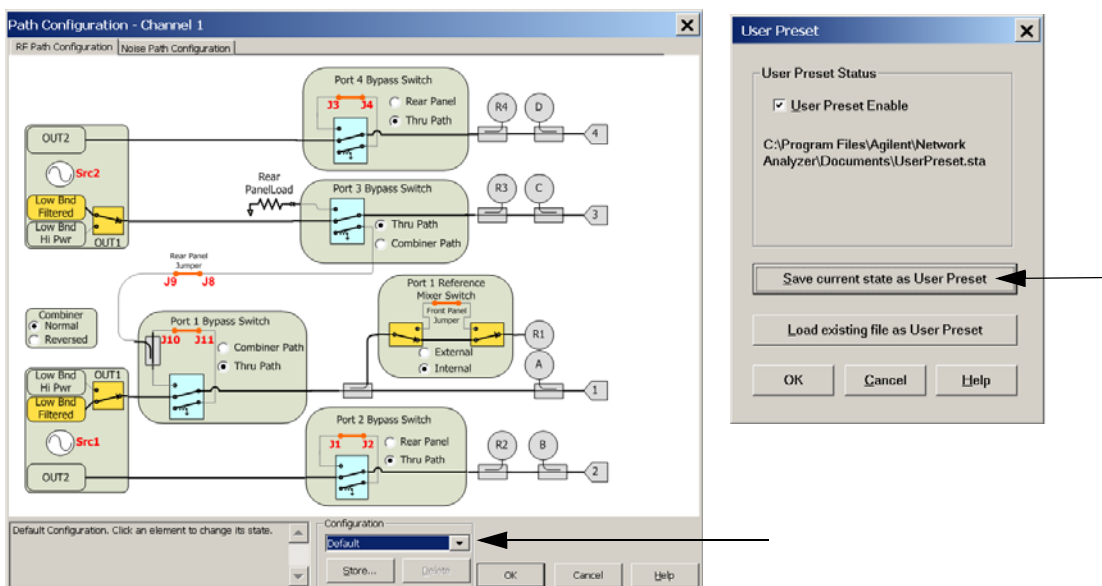 Path Configuration - Channel 1
RF Path Configuration
Noise Path Configuration
Port 4 Bypass Switch
J3 J4
Rear Panel
Thru Path
R4
D
4
OUT2
Src2
Low Bnd
Filtered
Low Bnd
Hi Pwr
OUT1
Rear
PanelLoad
Port 3 Bypass Switch
Thru Path
Combiner Path
R3
C
3
Rear Panel
Jumper
J9 J8
Port 1 Reference
Mixer Switch
Front Panel
Jumper
External
Internal
R1
A
1
Combiner
Normal
Reversed
Port 1 Bypass Switch
J10 J11
Combiner Path
Thru Path
Low Bnd
Hi Pwr
OUT1
Low Bnd
Filtered
Src1
OUT2
Port 2 Bypass Switch
J1 J2
Rear Panel
Thru Path
R2
B
2
Default Configuration. Click an element to change its state.
Configuration
Default
Store...
Delete
OK
Cancel
Help
User Preset
User Preset Status
User Preset Enable
C:\Program Files\Agilent\Network
Analyzer\Documents\UserPreset.sta
Save current state as User Preset
Load existing file as User Preset
OK
Cancel
Help